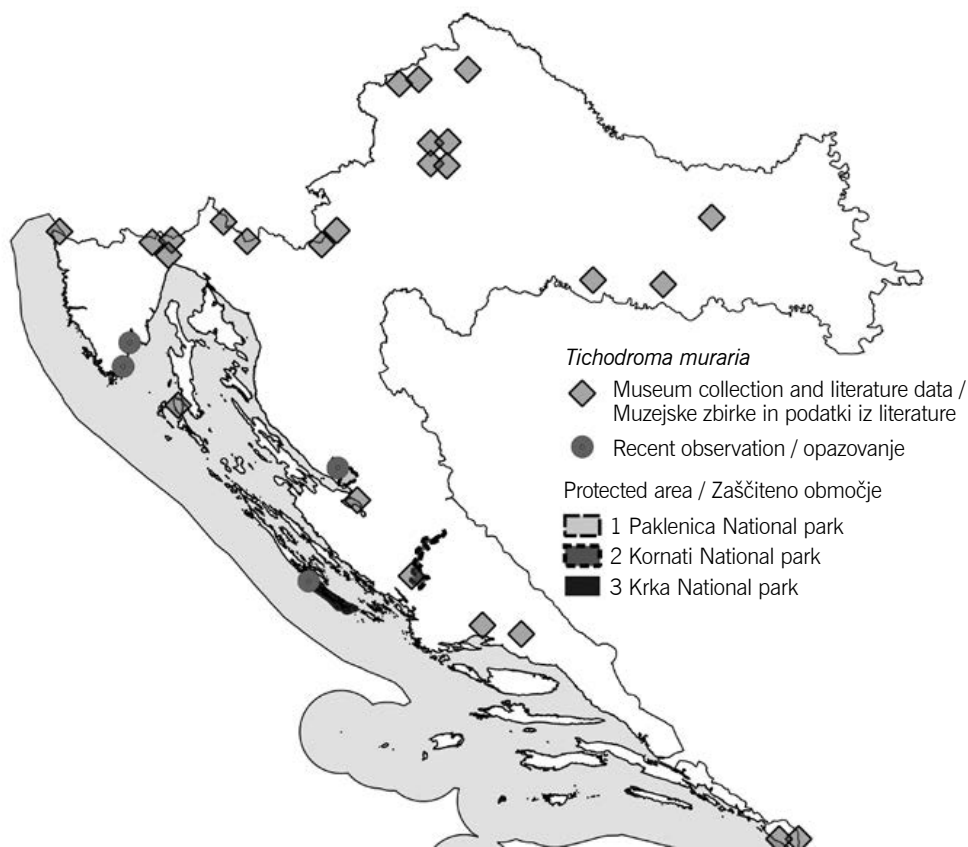 Tichodroma muraria
Museum collection and literature data /
Muzejske zbirke in podatki iz literature
Recent observation / opazovanje
Protected area / Zaščiteno območje
1 Paklenica National park
2 Kornati National park
3 Krka National park